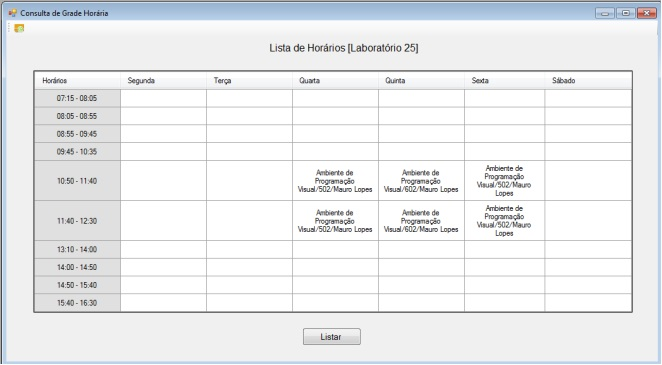 Consulta de Grade Horária
Lista de Horários [Laboratório 25]
Horários Segunda Terça Quarta Quinta Sexta Sábado
07:15 - 08:05
08:05 - 08:55
08:55 - 09:45
09:45 - 10:35
10:50 - 11:40
Ambiente de
Programação
Visual/502/Mauro Lopes
Ambiente de
Programação
Visual/602/Mauro Lopes
Ambiente de
Programação
Visual/502/Mauro
Lopes
11:40 - 12:30
Ambiente de
Programação
Visual/502/Mauro Lopes
Ambiente de
Programação
Visual/602/Mauro Lopes
Ambiente de
Programação
Visual/502/Mauro
Lopes
13:10 - 14:00
14:00 - 14:50
14:50 - 15:40
15:40 - 16:30
Listar